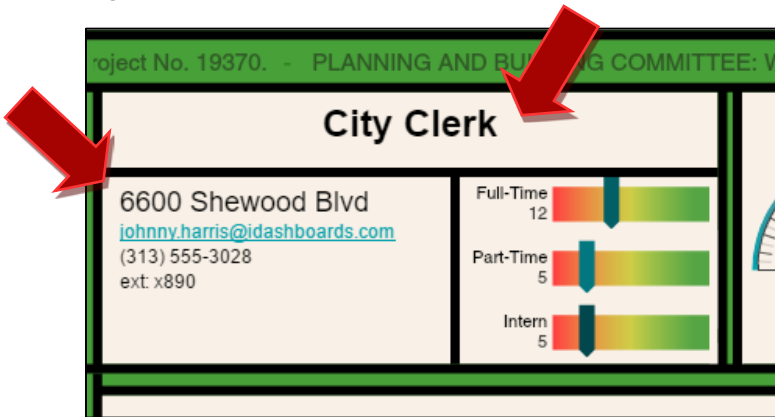 roject No. 19370. - PLANNING AND BU NG COMMITTEE: W
City Clerk
6600 Shewood Blvd
johnny.harris@idashboards.com
(313) 555-3028
ext: x890
Full-Time
12
Part-Time
5
Intern
5